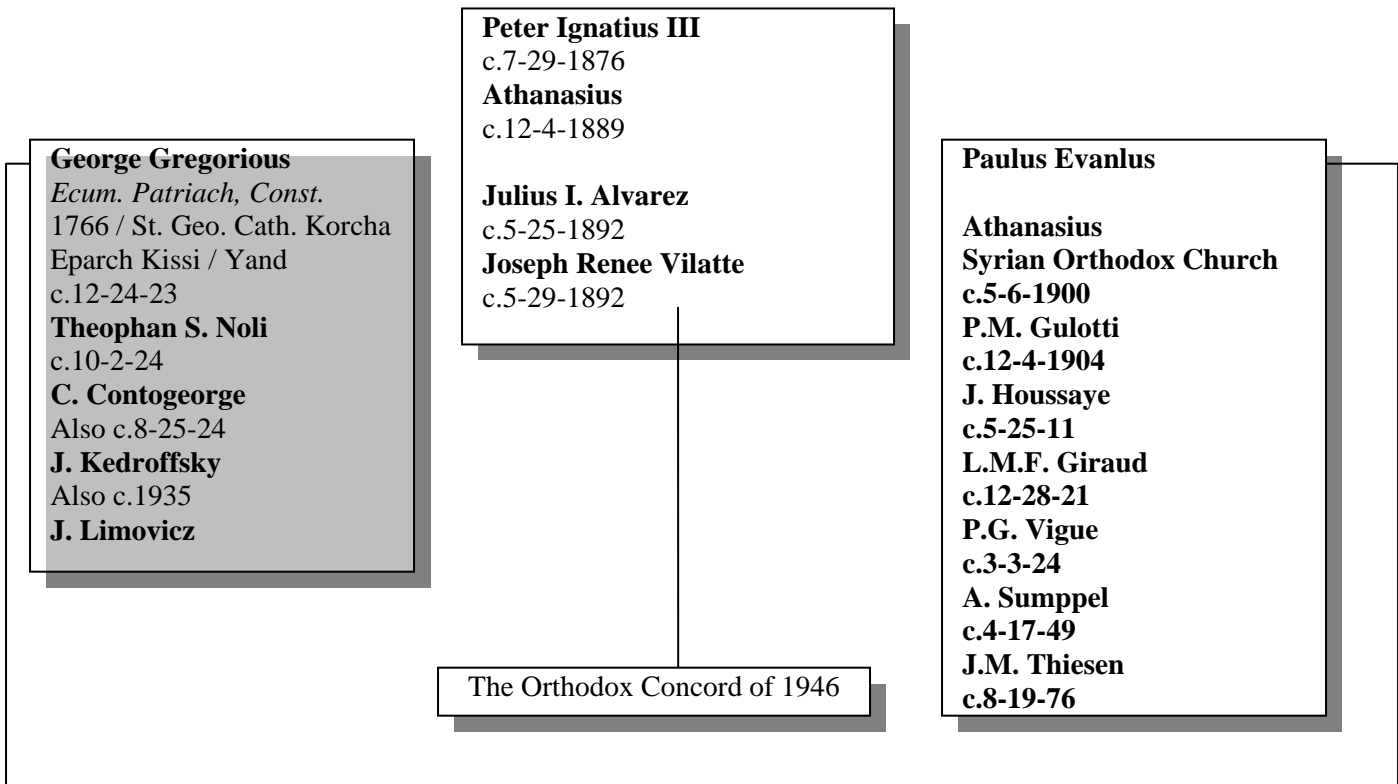 Peter Ignatius III
c.7-29-1876
Athanasius
c.12-4-1889
Julius I. Alvarez
c.5-25-1892
Joseph Renee Vilatte
c.5-29-1892
George Gregorious
Ecum. Patriach, Const.
1766 / St. Geo. Cath. Korcha
Eparch Kissi / Yand
c.12-24-23
Theophan S. Noli
c.10-2-24
C. Contogeorge
Also c.8-25-24
J. Kedroffsky
Also c.1935
J. Limovicz
Paulus Evanlus
Athanasius
Syrian Orthodox Church
c.5-6-1900
P.M. Gulotti
c.12-4-1904
J. Houssaye
c.5-25-11
L.M.F. Giraud
c.12-28-21
P.G. Vigue
c.3-3-24
A. Sumppel
c.4-17-49
J.M. Thiesen
c.8-19-76
The Orthodox Concord of 1946